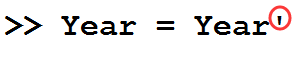 >> Year = Year'